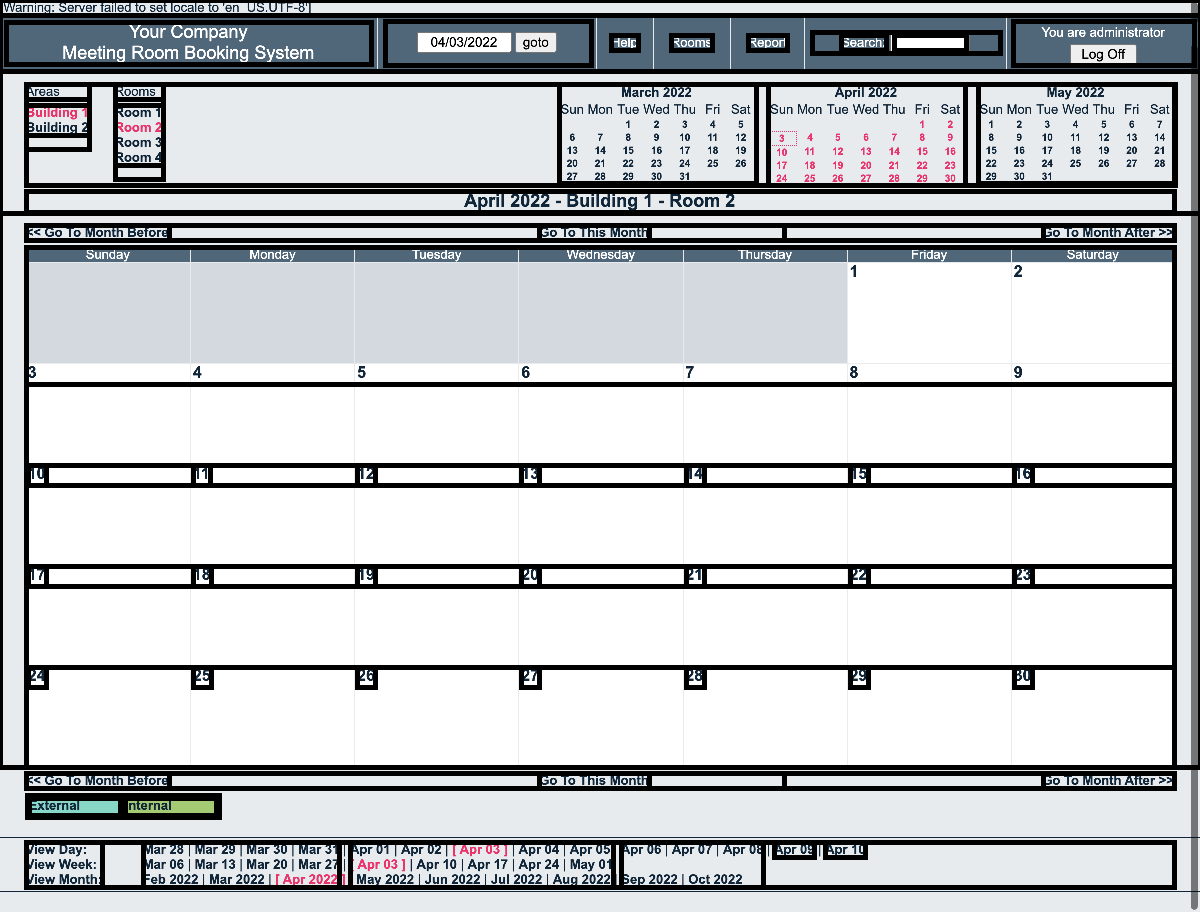 Warning: Server failed to set locale to 'en_US.UTF-8']
Your Company
Meeting Room Booking System
04/03/2022 goto
Help
Rooms
Report
Search:
You are administrator
Log Off
Areas
Building 1
Building 2
Rooms
Room 1
Room 2
Room 3
Room 4
March 2022
Sun Mon Tue Wed Thu Fri Sat
1 2 3 4 5
6 7 8 9 10 11 12
13 14 15 16 17 18 19
20 21 22 23 24 25 26
27 28 29 30 31
April 2022
Sun Mon Tue Wed Thu Fri Sat
1 2
3 4 5 6 7 8 9
10 11 12 13 14 15 16
17 18 19 20 21 22 23
24 25 26 27 28 29 30
May 2022
Sun Mon Tue Wed Thu Fri Sat
1 2 3 4 5 6 7
8 9 10 11 12 13 14
15 16 17 18 19 20 21
22 23 24 25 26 27 28
29 30 31
April 2022 - Building 1 - Room 2
<< Go To Month Before Go To This Month Go To Month After >>
Sunday Monday Tuesday Wednesday Thursday Friday Saturday
1 2
3 4 5 6 7 8 9
10 11 12 13 14 15 16
17 18 19 20 21 22 23
24 25 26 27 28 29 30
<< Go To Month Before Go To This Month Go To Month After >>
External Internal
View Day: Mar 28 | Mar 29 | Mar 30 | Mar 31 | Apr 01 | Apr 02 | [ Apr 03 ] | Apr 04 | Apr 05 | Apr 06 | Apr 07 | Apr 08 | Apr 09 | Apr 10
View Week: Mar 06 | Mar 13 | Mar 20 | Mar 27 | [ Apr 03 ] | Apr 10 | Apr 17 | Apr 24 | May 01
View Month: Feb 2022 | Mar 2022 | [ Apr 2022 ] | May 2022 | Jun 2022 | Jul 2022 | Aug 2022 | Sep 2022 | Oct 2022